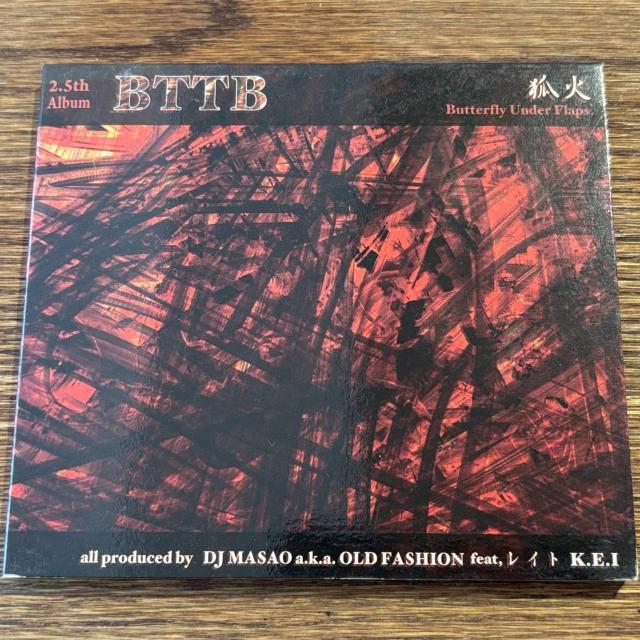 2.5th
Album
BTTB
狐火
Butterfly Under Flaps.
all produced by DJ MASAO a.k.a. OLD FASHION feat, レイト K.E.I